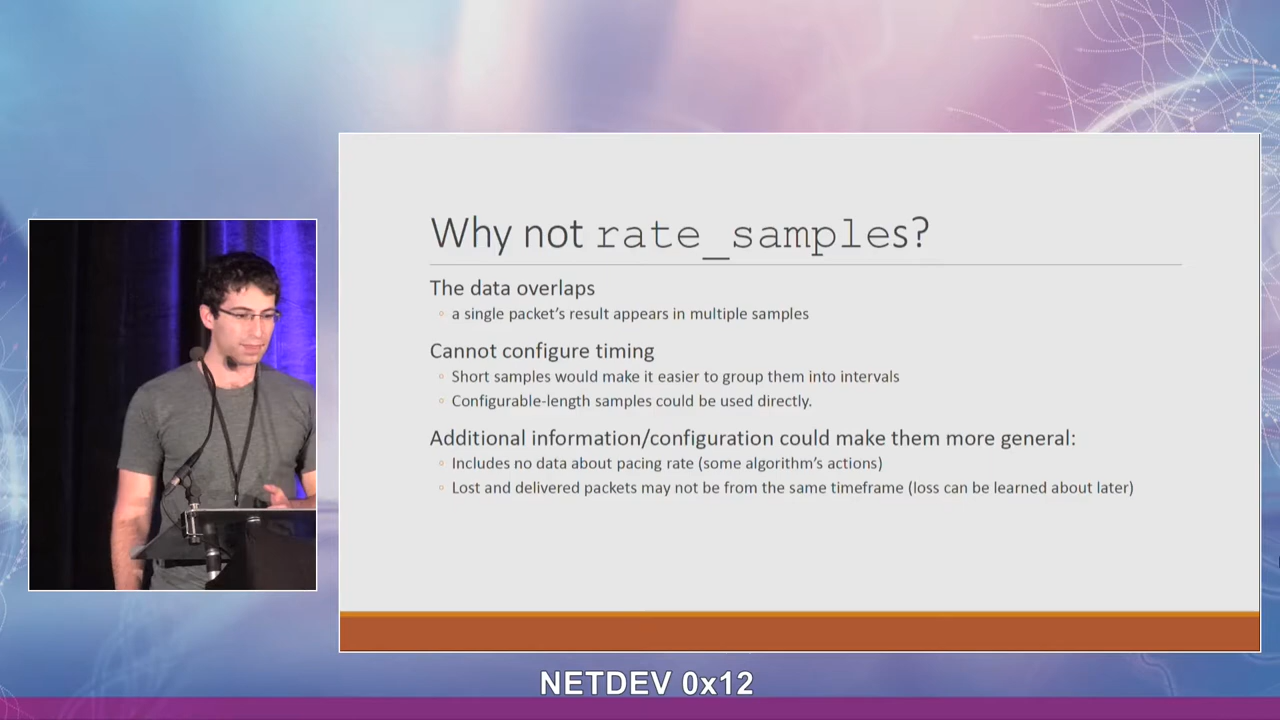 Why not rate_samples?
The data overlaps
a single packet's result appears in multiple samples
Cannot configure timing
Short samples would make it easier to group them into intervals
Configurable-length samples could be used directly.
Additional information/configuration could make them more general:
Includes no data about pacing rate (some algorithm's actions)
Lost and delivered packets may not be from the same timeframe (loss can be learned about later)
NETDEV 0x12